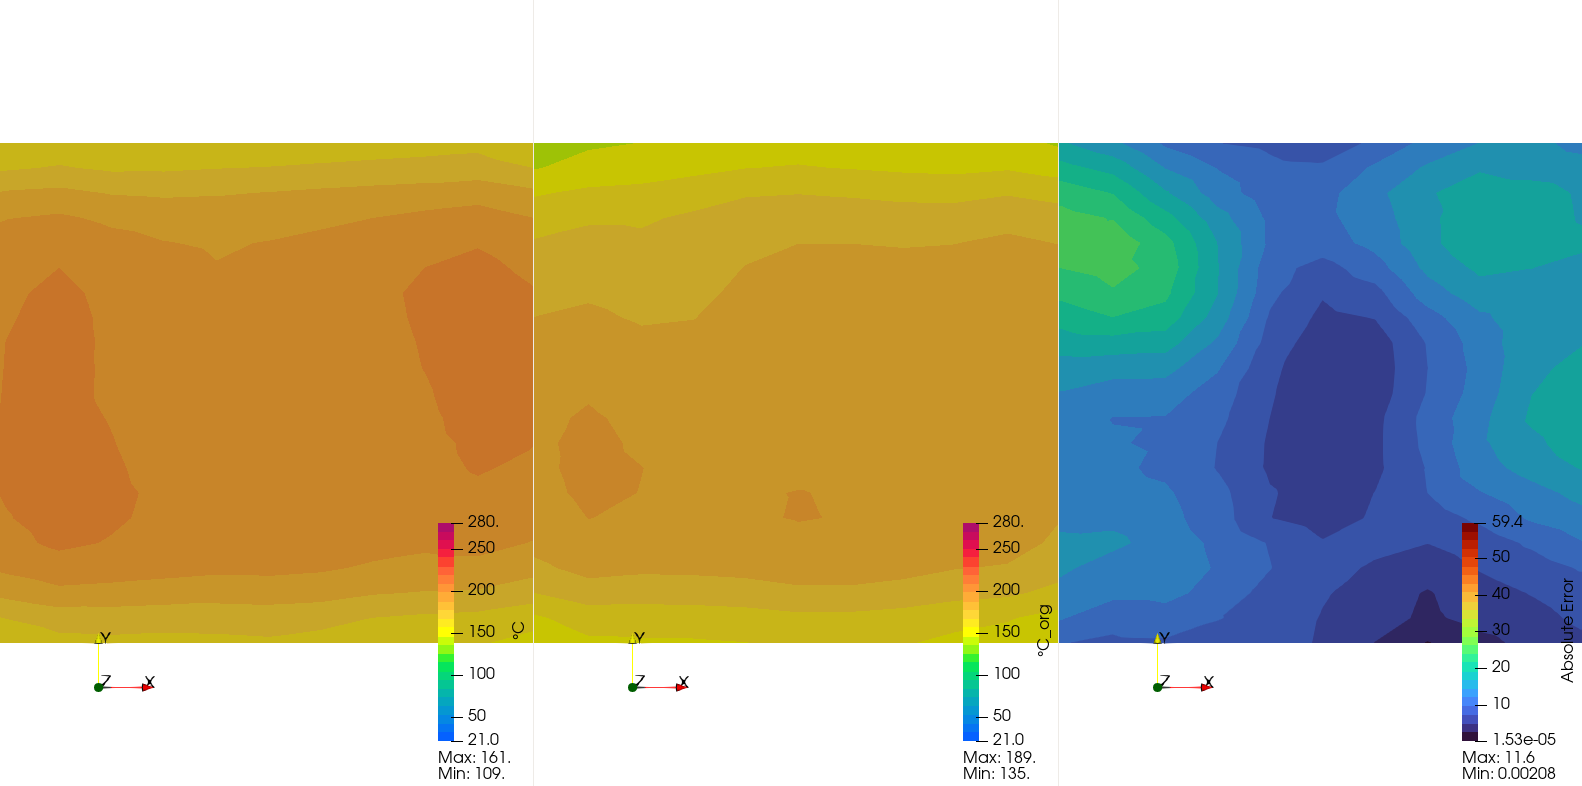 280.
250
200
150
100
50
21.0
°C
Max: 161.
Min: 109.
Y
Z
X
280.
250
200
150
100
50
21.0
°C_org
Max: 189.
Min: 135.
Y
Z
X
59.4
50
40
30
20
10
1.53e-05
Absolute Error
Max: 11.6
Min: 0.00208
Y
Z
X